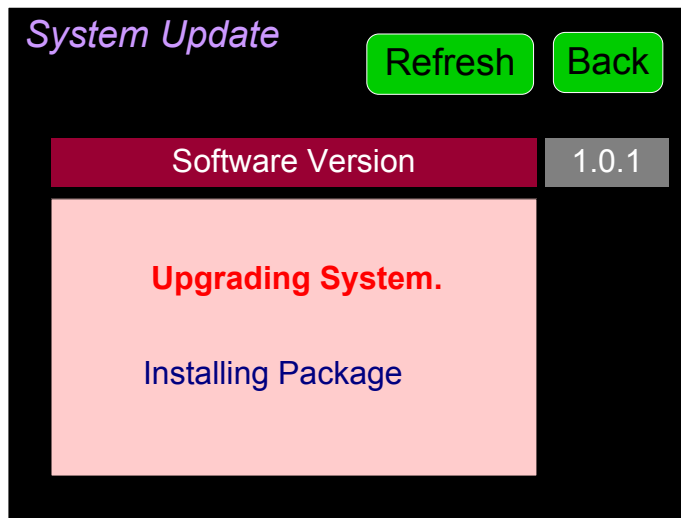 System Update
Refresh
Back
Software Version
1.0.1
Upgrading System.
Installing Package